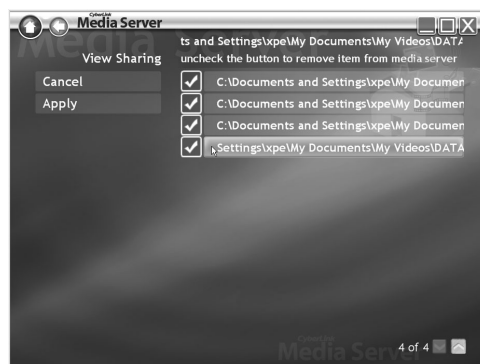 CyberLink
Media Server
ts and Settings\xpe\My Documents\My Videos\DATA
View Sharing
uncheck the button to remove item from media server
Cancel
C:\Documents and Settings\xpe\My Documen
Apply
C:\Documents and Settings\xpe\My Documen
C:\Documents and Settings\xpe\My Documen
Settings\xpe\My Documents\My Videos\DATA
4 of 4
CyberLink
Media Server